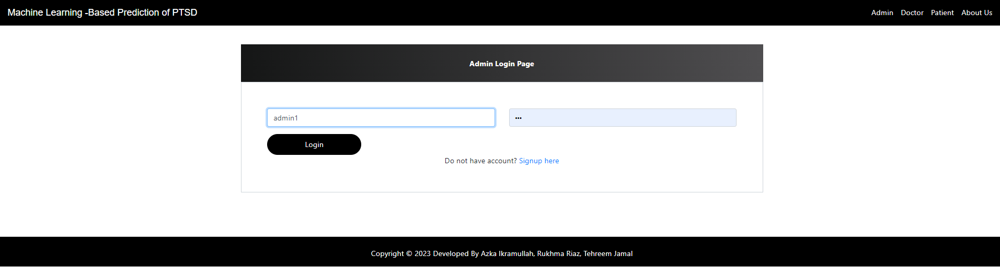 Machine Learning -Based Prediction of PTSD
Admin Doctor Patient About Us
Admin Login Page
admin1 •••
Login
Do not have account? Signup here
Copyright © 2023 Developed By Azka Ikramullah, Rukhma Riaz, Tehreem Jamal